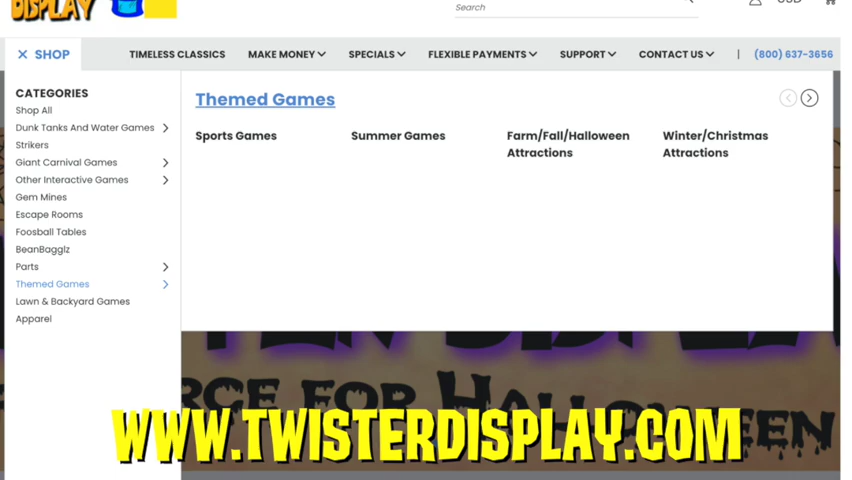 DISPLAY
Search
USD
SHOP
TIMELESS CLASSICS
MAKE MONEY
SPECIALS
FLEXIBLE PAYMENTS
SUPPORT
CONTACT US
|
(800) 637-3656
CATEGORIES
Shop All
Dunk Tanks And Water Games
Strikers
Giant Carnival Games
Other Interactive Games
Gem Mines
Escape Rooms
Foosball Tables
BeanBagglz
Parts
Themed Games
Lawn & Backyard Games
Apparel
Themed Games
Sports Games
Summer Games
Farm/Fall/Halloween
Attractions
Winter/Christmas
Attractions
WWW.TWISTERDISPLAY.COM